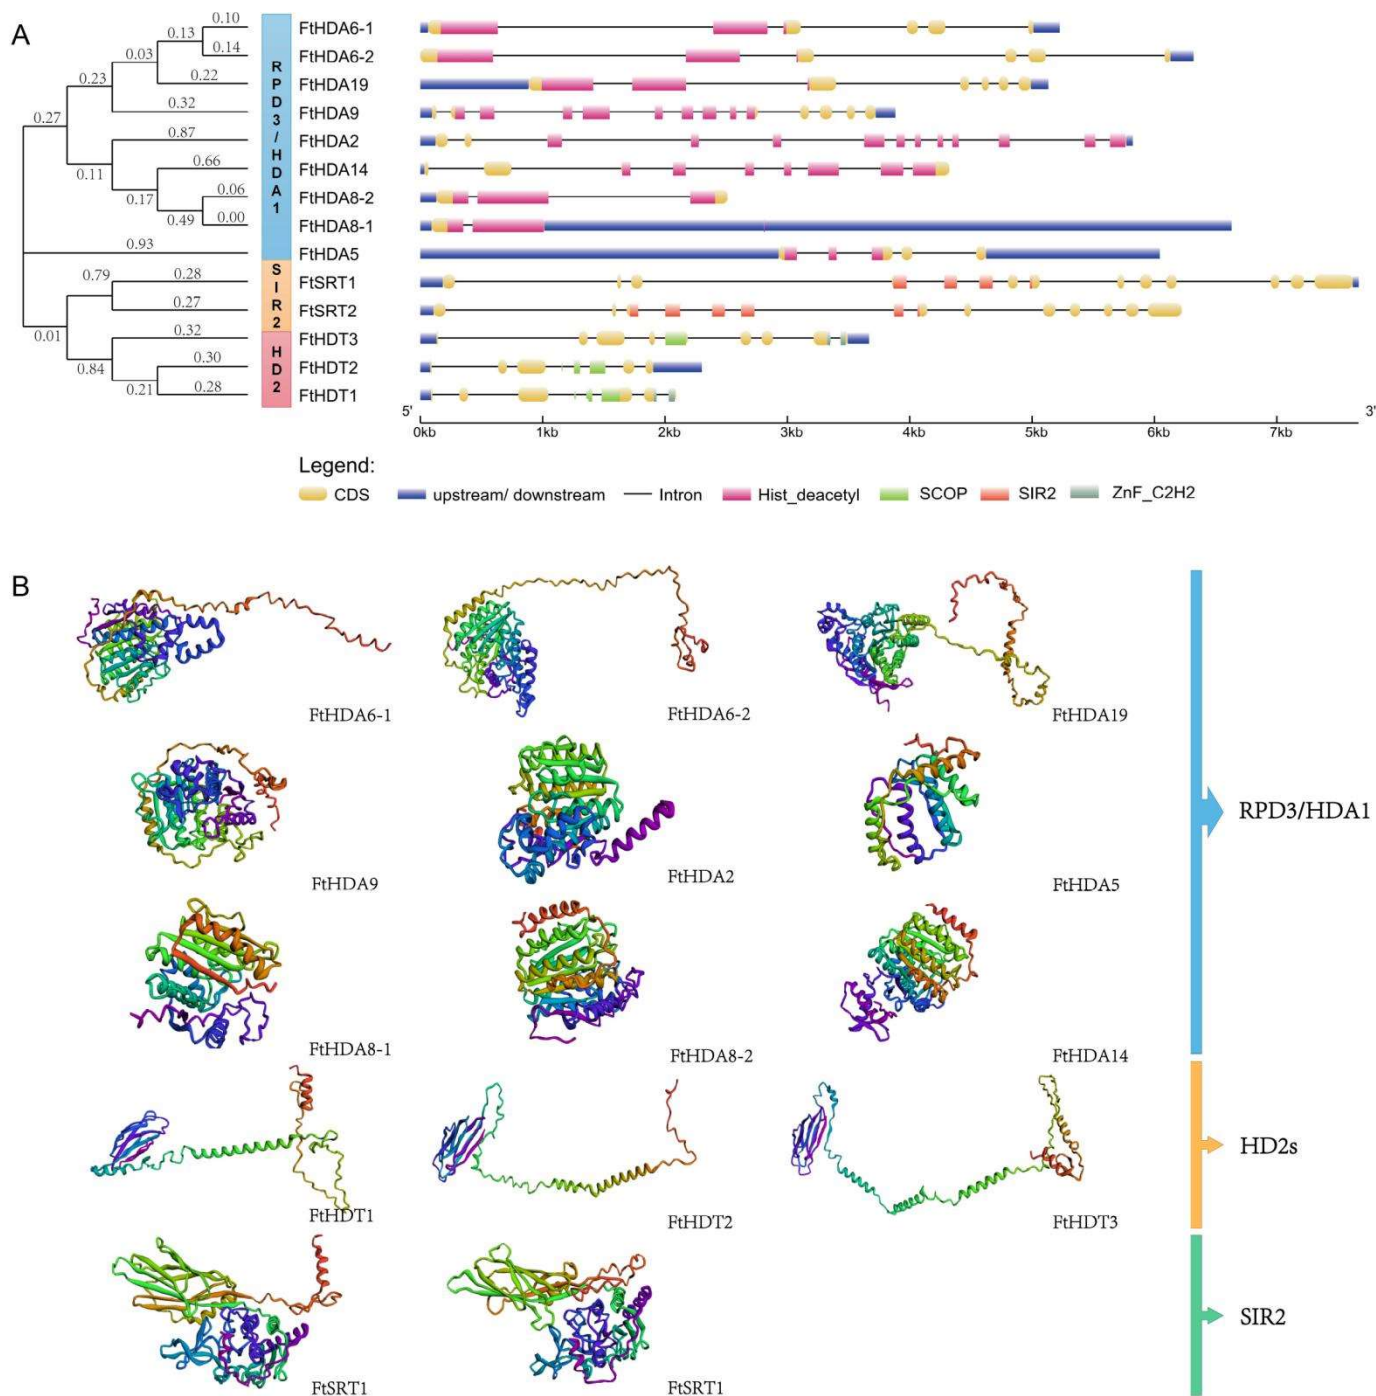 A
0.10
0.13
0.14
0.03
0.22
0.23
0.32
0.27
0.87
0.11
0.66
0.17
0.06
0.49
0.00
0.93
0.79
0.28
0.27
0.01
0.32
0.84
0.30
0.21
0.28
RPD3/HDA1
SIR2
HD2
FtHDA6-1
FtHDA6-2
FtHDA19
FtHDA9
FtHDA2
FtHDA14
FtHDA8-2
FtHDA8-1
FtHDA5
FtSRT1
FtSRT2
FtHDT3
FtHDT2
FtHDT1
5' 3'
0kb 1kb 2kb 3kb 4kb 5kb 6kb 7kb
Legend:
CDS upstream/ downstream Intron Hist_deacetyl SCOP SIR2 ZnF_C2H2
B
FtHDA6-1 FtHDA6-2 FtHDA19
FtHDA9 FtHDA2 FtHDA5
RPD3/HDA1
FtHDA8-1 FtHDA8-2 FtHDA14
FtHDT1 FtHDT2 FtHDT3
HD2s
FtSRT1 FtSRT1
SIR2